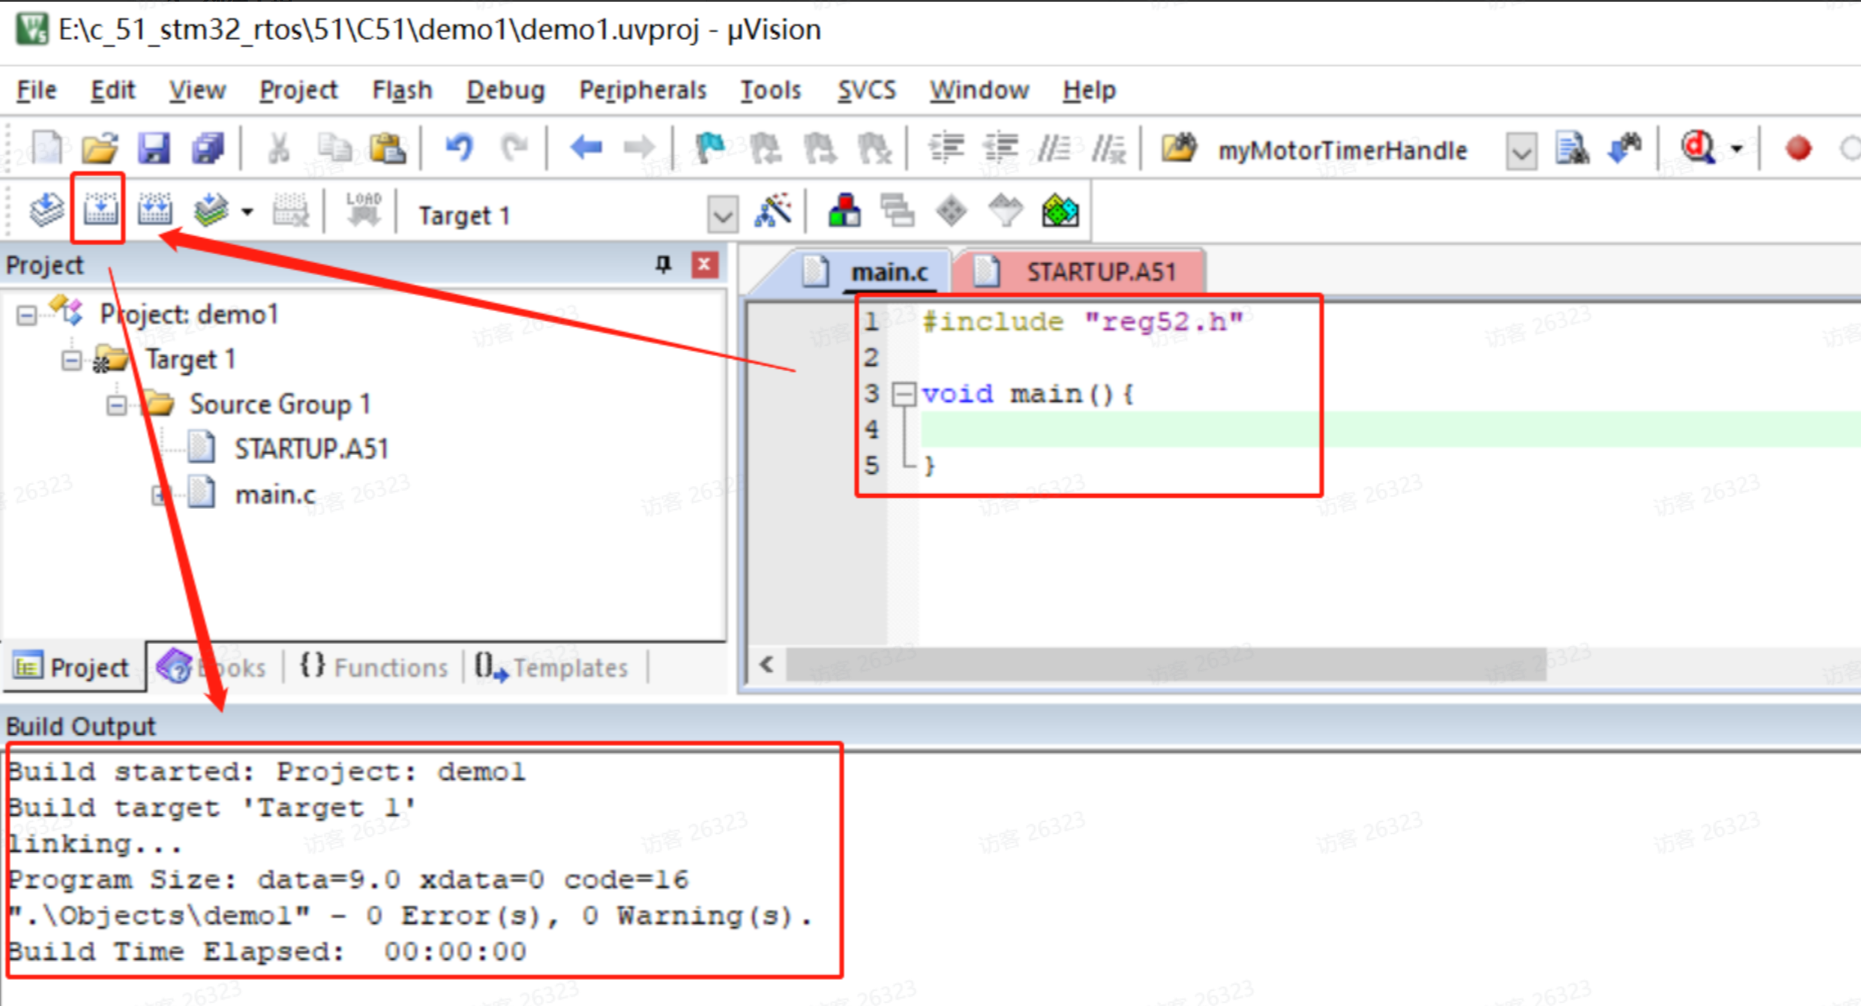 E:\c_51_stm32_rtos\51\C51\demo1\demo1.uvproj - µVision
File Edit View Project Flash Debug Peripherals Tools SVCS Window Help
myMotorTimerHandle
LOAD
Target 1
Project
main.c STARTUP.A51
Project: demo1
Target 1
Source Group 1
STARTUP.A51
main.c
1 #include "reg52.h"
2
3 void main(){
4
5 }
Project Books {} Functions Templates
Build Output
Build started: Project: demo1
Build target 'Target 1'
linking...
Program Size: data=9.0 xdata=0 code=16
".\Objects\demo1" - 0 Error(s), 0 Warning(s).
Build Time Elapsed:  00:00:00
访客 26323